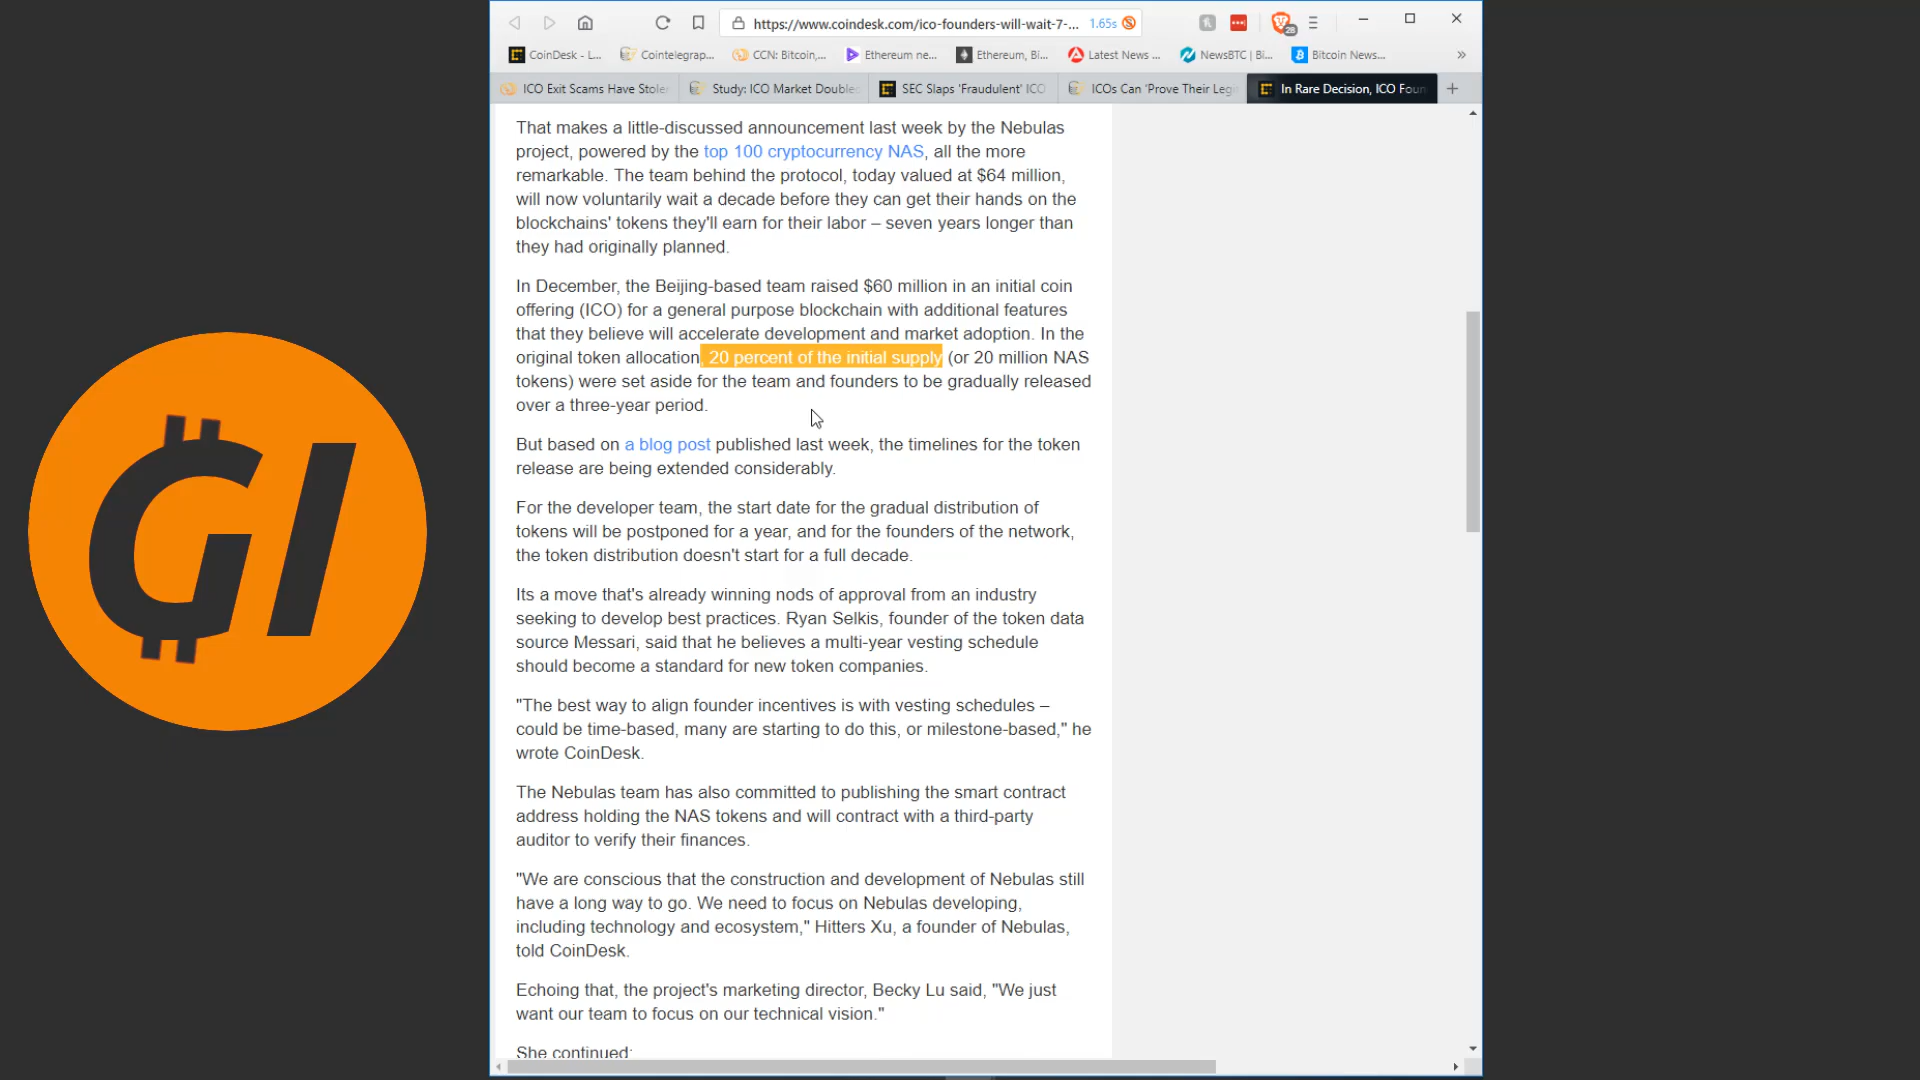 https://www.coindesk.com/ico-founders-will-wait-7-... 1.65s
28
CoinDesk - L... Cointelegrap... CCN: Bitcoin,... Ethereum ne... Ethereum, Bi... Latest News ... NewsBTC | Bi... Bitcoin News... »
ICO Exit Scams Have Stolen Study: ICO Market Doubled SEC Slaps 'Fraudulent' ICO ICOs Can 'Prove Their Legi In Rare Decision, ICO Foun +
That makes a little-discussed announcement last week by the Nebulas
project, powered by the top 100 cryptocurrency NAS, all the more
remarkable. The team behind the protocol, today valued at $64 million,
will now voluntarily wait a decade before they can get their hands on the
blockchains' tokens they'll earn for their labor – seven years longer than
they had originally planned.
In December, the Beijing-based team raised $60 million in an initial coin
offering (ICO) for a general purpose blockchain with additional features
that they believe will accelerate development and market adoption. In the
original token allocation, 20 percent of the initial supply (or 20 million NAS
tokens) were set aside for the team and founders to be gradually released
over a three-year period.
But based on a blog post published last week, the timelines for the token
release are being extended considerably.
For the developer team, the start date for the gradual distribution of
tokens will be postponed for a year, and for the founders of the network,
the token distribution doesn't start for a full decade.
Its a move that's already winning nods of approval from an industry
seeking to develop best practices. Ryan Selkis, founder of the token data
source Messari, said that he believes a multi-year vesting schedule
should become a standard for new token companies.
"The best way to align founder incentives is with vesting schedules –
could be time-based, many are starting to do this, or milestone-based," he
wrote CoinDesk.
The Nebulas team has also committed to publishing the smart contract
address holding the NAS tokens and will contract with a third-party
auditor to verify their finances.
"We are conscious that the construction and development of Nebulas still
have a long way to go. We need to focus on Nebulas developing,
including technology and ecosystem," Hitters Xu, a founder of Nebulas,
told CoinDesk.
Echoing that, the project's marketing director, Becky Lu said, "We just
want our team to focus on our technical vision."
She continued:
GI